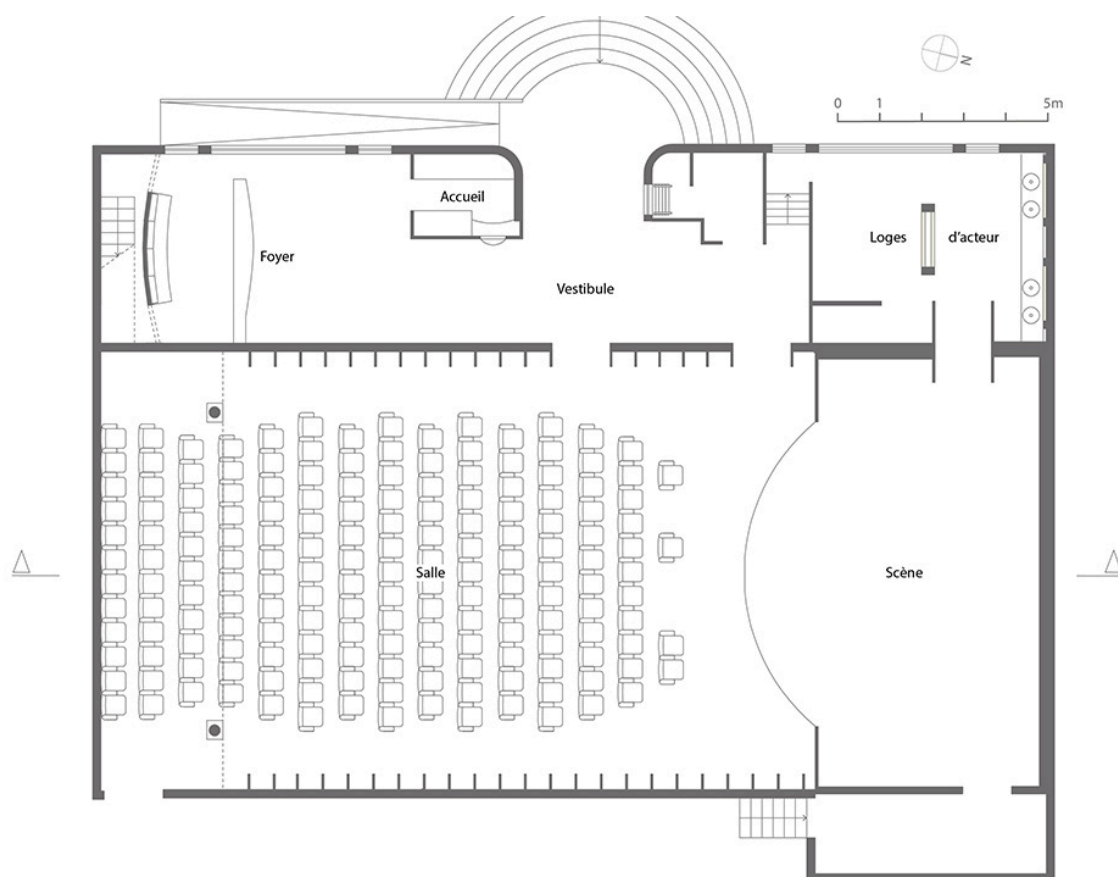 N
0 1 5m
Accueil
Loges d'acteur
Foyer
Vestibule
Salle
Scène